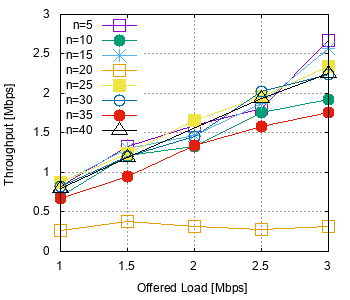 3
2.5
2
1.5
1
0.5
0
Throughput [Mbps]
n=5
n=10
n=15
n=20
n=25
n=30
n=35
n=40
1 1.5 2 2.5 3
Offered Load [Mbps]